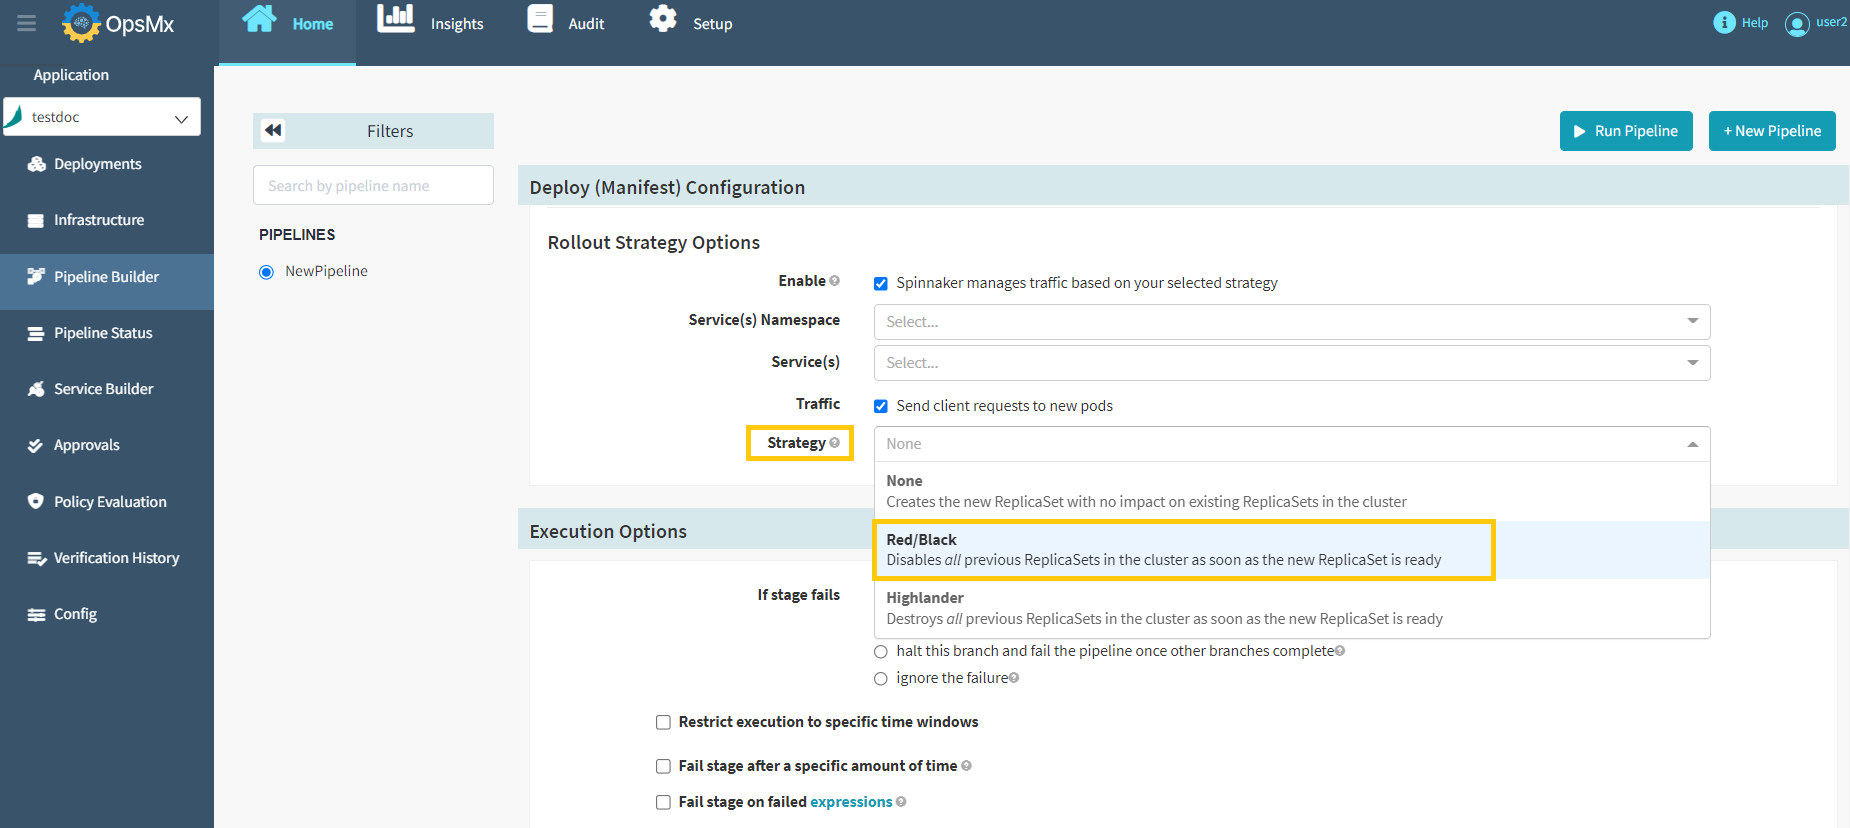 OpsMx
Home
Insights
Audit
Setup
Help
user2
Application
testdoc
Deployments
Infrastructure
Pipeline Builder
Pipeline Status
Service Builder
Approvals
Policy Evaluation
Verification History
Config
Filters
Search by pipeline name
PIPELINES
NewPipeline
Run Pipeline
+ New Pipeline
Deploy (Manifest) Configuration
Rollout Strategy Options
Enable
Spinnaker manages traffic based on your selected strategy
Service(s) Namespace
Select...
Service(s)
Select...
Traffic
Send client requests to new pods
Strategy
None
None
Creates the new ReplicaSet with no impact on existing ReplicaSets in the cluster
Red/Black
Disables all previous ReplicaSets in the cluster as soon as the new ReplicaSet is ready
Highlander
Destroys all previous ReplicaSets in the cluster as soon as the new ReplicaSet is ready
Execution Options
If stage fails
halt this branch and fail the pipeline once other branches complete
ignore the failure
Restrict execution to specific time windows
Fail stage after a specific amount of time
Fail stage on failed expressions